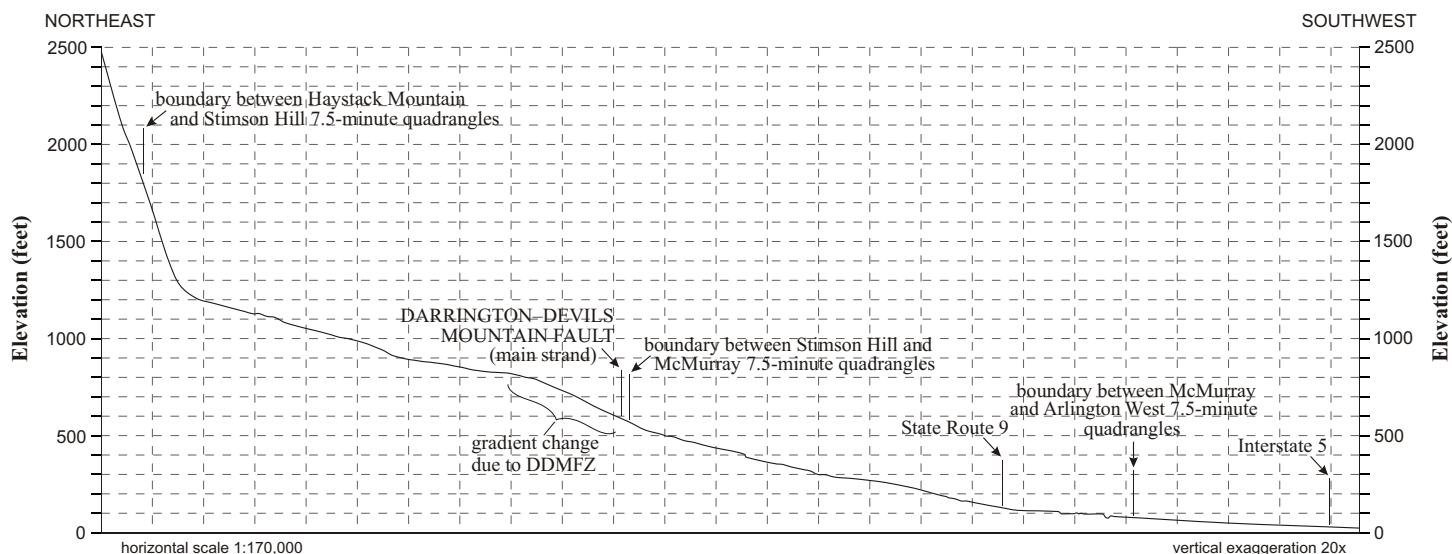 NORTHEAST
SOUTHWEST
2500
2000
1500
1000
500
0
Elevation (feet)
boundary between Haystack Mountain
and Stimson Hill 7.5-minute quadrangles
DARRINGTON–DEVILS
MOUNTAIN FAULT
(main strand)
boundary between Stimson Hill and
McMurray 7.5-minute quadrangles
gradient change
due to DDMFZ
State Route 9
boundary between McMurray
and Arlington West 7.5-minute
quadrangles
Interstate 5
2500
2000
1500
1000
500
0
Elevation (feet)
horizontal scale 1:170,000
vertical exaggeration 20x